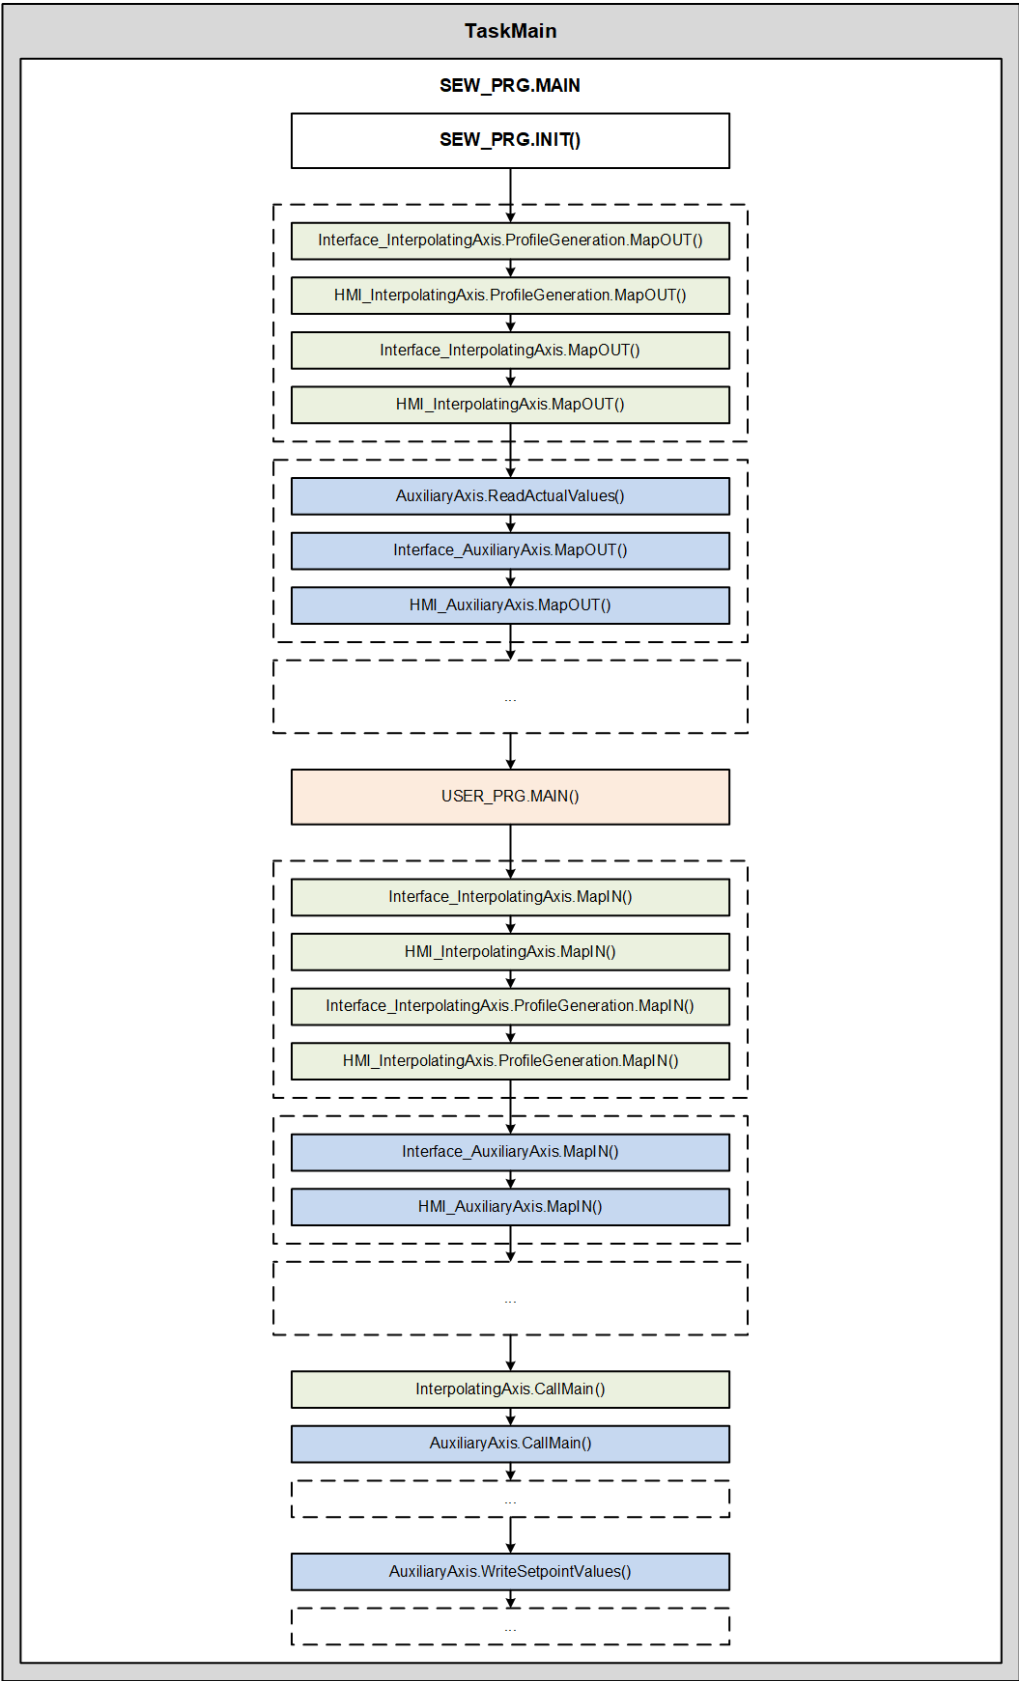 TaskMain
SEW_PRG.MAIN
SEW_PRG.INIT()
Interface_InterpolatingAxis.ProfileGeneration.MapOUT()
HMI_InterpolatingAxis.ProfileGeneration.MapOUT()
Interface_InterpolatingAxis.MapOUT()
HMI_InterpolatingAxis.MapOUT()
AuxiliaryAxis.ReadActualValues()
Interface_AuxiliaryAxis.MapOUT()
HMI_AuxiliaryAxis.MapOUT()
...
USER_PRG.MAIN()
Interface_InterpolatingAxis.MapIN()
HMI_InterpolatingAxis.MapIN()
Interface_InterpolatingAxis.ProfileGeneration.MapIN()
HMI_InterpolatingAxis.ProfileGeneration.MapIN()
Interface_AuxiliaryAxis.MapIN()
HMI_AuxiliaryAxis.MapIN()
...
InterpolatingAxis.CallMain()
AuxiliaryAxis.CallMain()
...
AuxiliaryAxis.WriteSetpointValues()
...